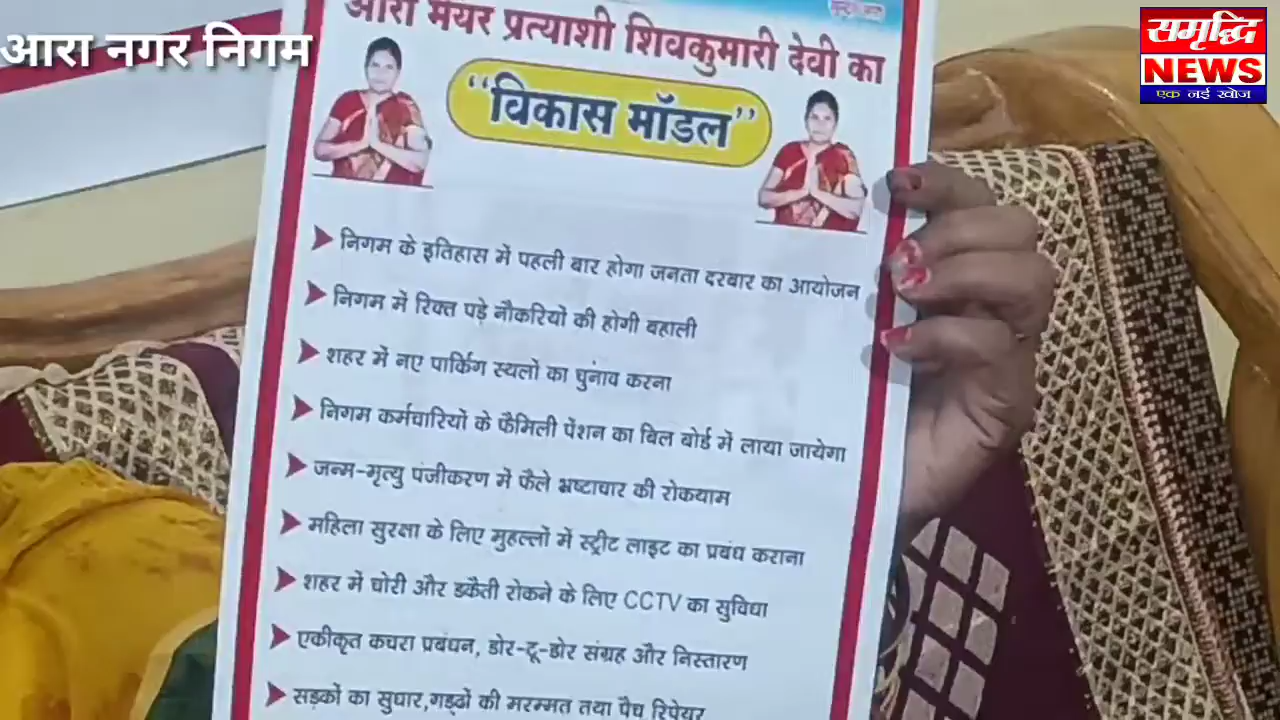 आरा नगर निगम
समृद्धि
NEWS
एक नई खोज
आरा मेयर प्रत्याशी शिवकुमारी देवी का
"विकास मॉडल"
निगम के इतिहास में पहली बार होगा जनता दरबार का आयोजन
निगम में रिक्त पड़े नौकरियों की होगी बहाली
शहर में नए पार्किंग स्थलों का चुंनाव करना
निगम कर्मचारियों के फैमिली पेंशन का बिल बोर्ड में लाया जायेगा
जन्म-मृत्यु पंजीकरण में फैले भ्रष्टाचार की रोकथाम
महिला सुरक्षा के लिए मुहल्लों में स्ट्रीट लाइट का प्रबंध कराना
शहर में चोरी और डकैती रोकने के लिए CCTV का सुविधा
एकीकृत कचरा प्रबंधन, डोर-टू-डोर संग्रह और निस्तारण
सड़कों का सुधार,गड्ढों की मरम्मत तथा पैच रिपेयर